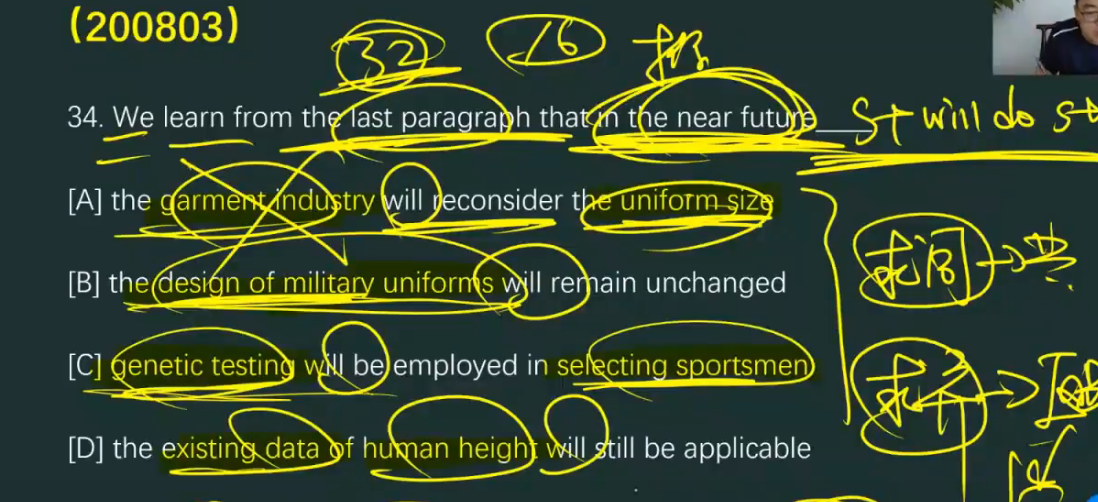 (200803)
32 16
34. We learn from the last paragraph that in the near future___ St will do st
[A] the garment industry will reconsider the uniform size
[B] the design of military uniforms will remain unchanged
[C] genetic testing will be employed in selecting sportsmen
[D] the existing data of human height will still be applicable